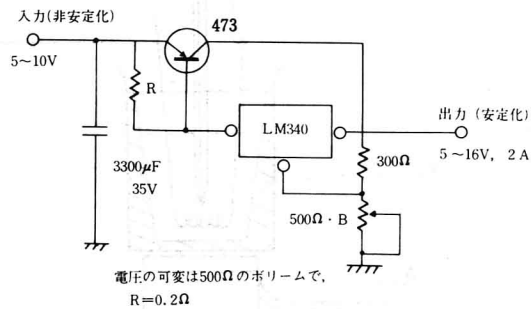 入力(非安定化)
5~10V
473
R
LM340
3300μF
35V
300Ω
500Ω・B
出力(安定化)
5~16V, 2A
電圧の可変は500Ωのボリームで,
R=0.2Ω